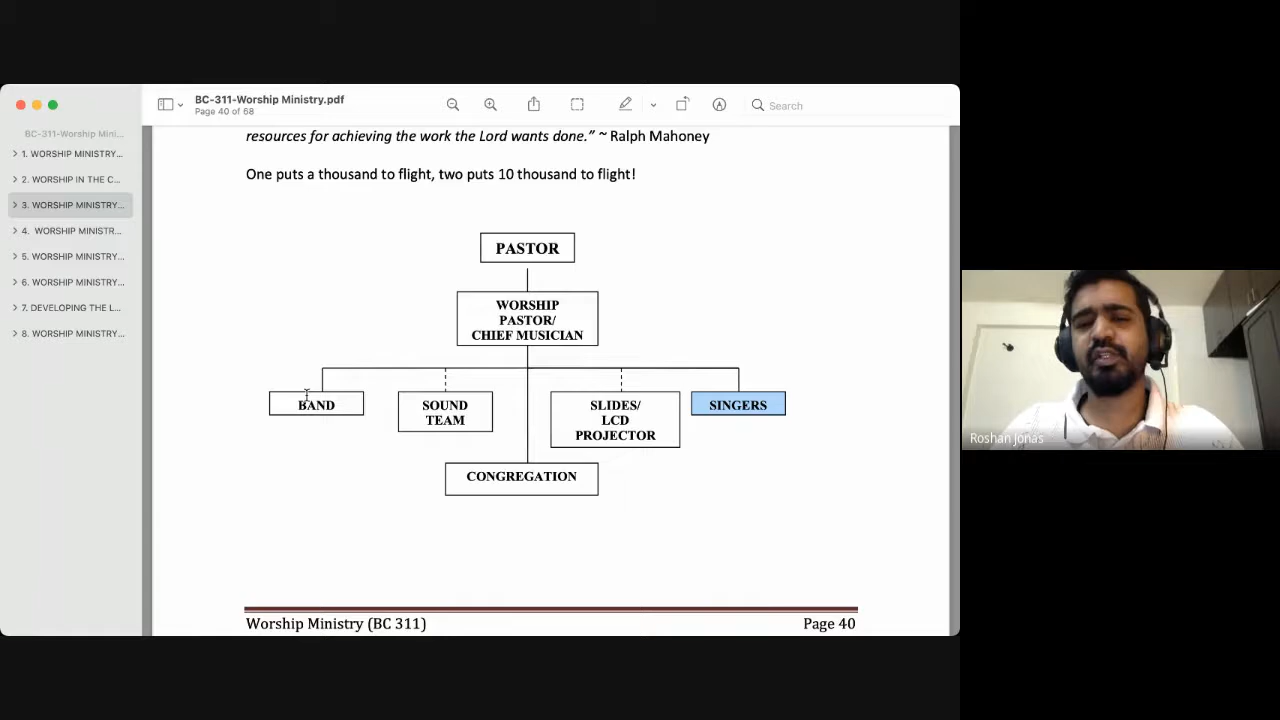 BC-311-Worship Ministry.pdf
Page 40 of 68
Search
BC-311-Worship Mini...
1. WORSHIP MINISTRY...
2. WORSHIP IN THE C...
3. WORSHIP MINISTRY...
4. WORSHIP MINISTR...
5. WORSHIP MINISTRY...
6. WORSHIP MINISTRY...
7. DEVELOPING THE L...
8. WORSHIP MINISTRY...
resources for achieving the work the Lord wants done.” ~ Ralph Mahoney
One puts a thousand to flight, two puts 10 thousand to flight!
PASTOR
WORSHIP
PASTOR/
CHIEF MUSICIAN
BAND
SOUND
TEAM
SLIDES/
LCD
PROJECTOR
SINGERS
CONGREGATION
Worship Ministry (BC 311)
Page 40
Roshan Jonas